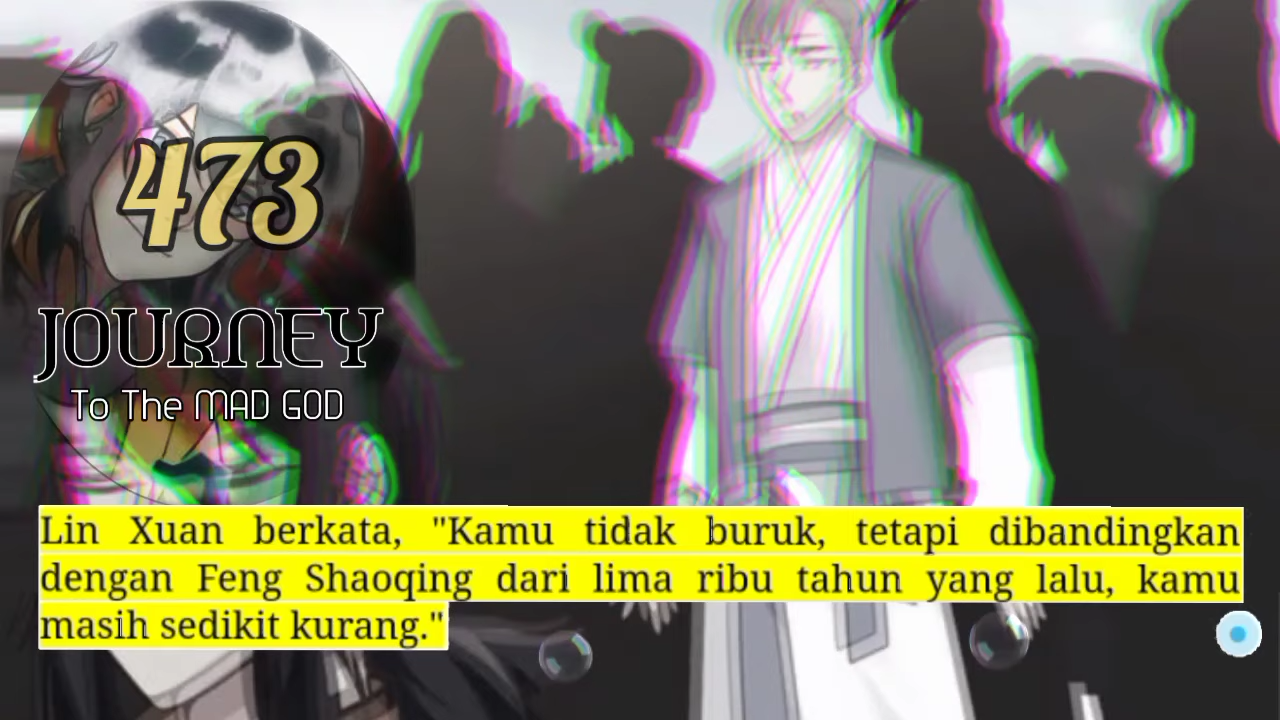 473
JOURNEY
To The MAD GOD
Lin Xuan berkata, "Kamu tidak buruk, tetapi dibandingkan
dengan Feng Shaoqing dari lima ribu tahun yang lalu, kamu
masih sedikit kurang."